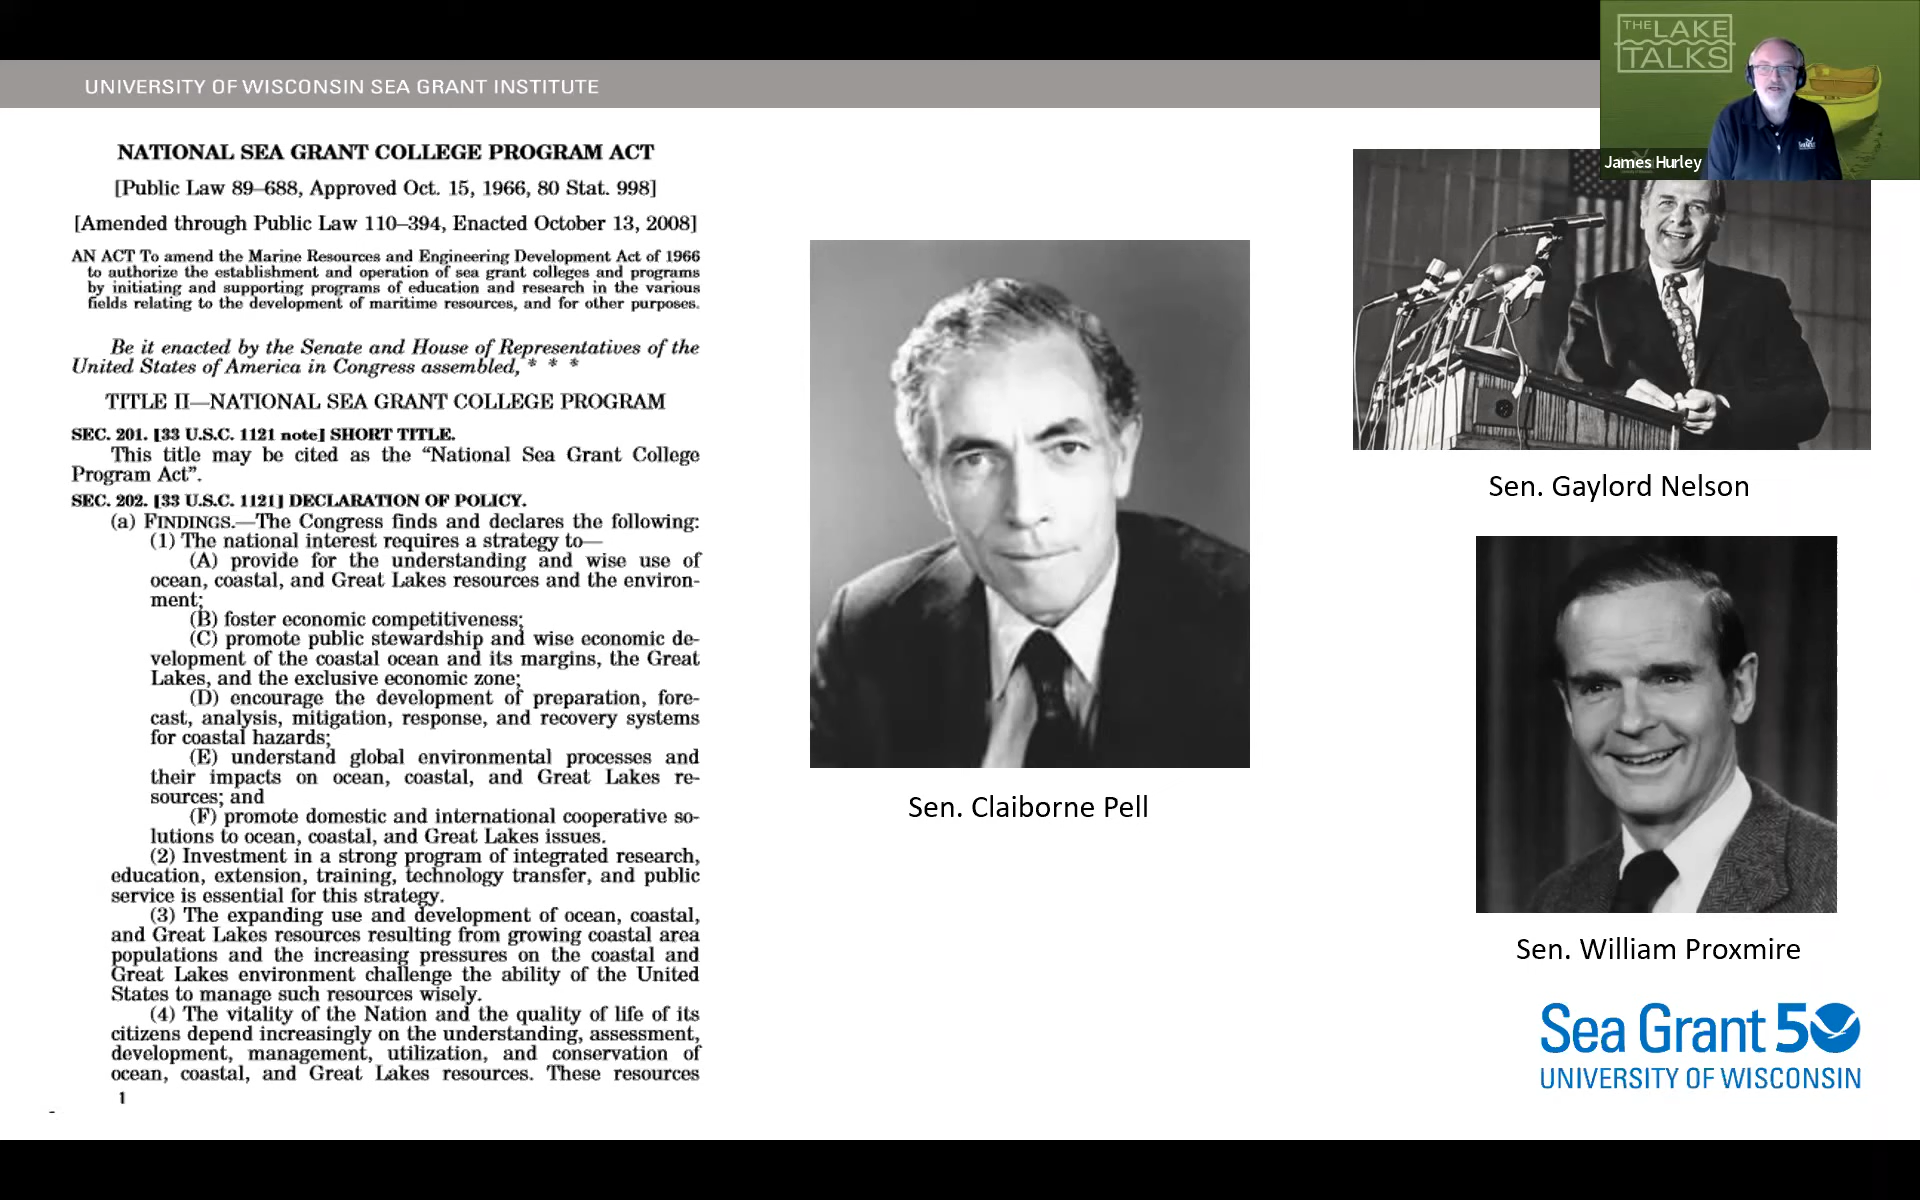 THE LAKE
TALKS
James Hurley
UNIVERSITY OF WISCONSIN SEA GRANT INSTITUTE
NATIONAL SEA GRANT COLLEGE PROGRAM ACT
[Public Law 89–688, Approved Oct. 15, 1966, 80 Stat. 998]
[Amended through Public Law 110–394, Enacted October 13, 2008]
AN ACT To amend the Marine Resources and Engineering Development Act of 1966
to authorize the establishment and operation of sea grant colleges and programs
by initiating and supporting programs of education and research in the various
fields relating to the development of maritime resources, and for other purposes.
Be it enacted by the Senate and House of Representatives of the
United States of America in Congress assembled, * * *
TITLE II—NATIONAL SEA GRANT COLLEGE PROGRAM
SEC. 201. [33 U.S.C. 1121 note] SHORT TITLE.
This title may be cited as the “National Sea Grant College
Program Act”.
SEC. 202. [33 U.S.C. 1121] DECLARATION OF POLICY.
(a) FINDINGS.—The Congress finds and declares the following:
(1) The national interest requires a strategy to—
(A) provide for the understanding and wise use of
ocean, coastal, and Great Lakes resources and the environ-
ment;
(B) foster economic competitiveness;
(C) promote public stewardship and wise economic de-
velopment of the coastal ocean and its margins, the Great
Lakes, and the exclusive economic zone;
(D) encourage the development of preparation, fore-
cast, analysis, mitigation, response, and recovery systems
for coastal hazards;
(E) understand global environmental processes and
their impacts on ocean, coastal, and Great Lakes re-
sources; and
(F) promote domestic and international cooperative so-
lutions to ocean, coastal, and Great Lakes issues.
(2) Investment in a strong program of integrated research,
education, extension, training, technology transfer, and public
service is essential for this strategy.
(3) The expanding use and development of ocean, coastal,
and Great Lakes resources resulting from growing coastal area
populations and the increasing pressures on the coastal and
Great Lakes environment challenge the ability of the United
States to manage such resources wisely.
(4) The vitality of the Nation and the quality of life of its
citizens depend increasingly on the understanding, assessment,
development, management, utilization, and conservation of
ocean, coastal, and Great Lakes resources. These resources
1
Sen. Claiborne Pell
Sen. Gaylord Nelson
Sen. William Proxmire
Sea Grant 50
UNIVERSITY OF WISCONSIN